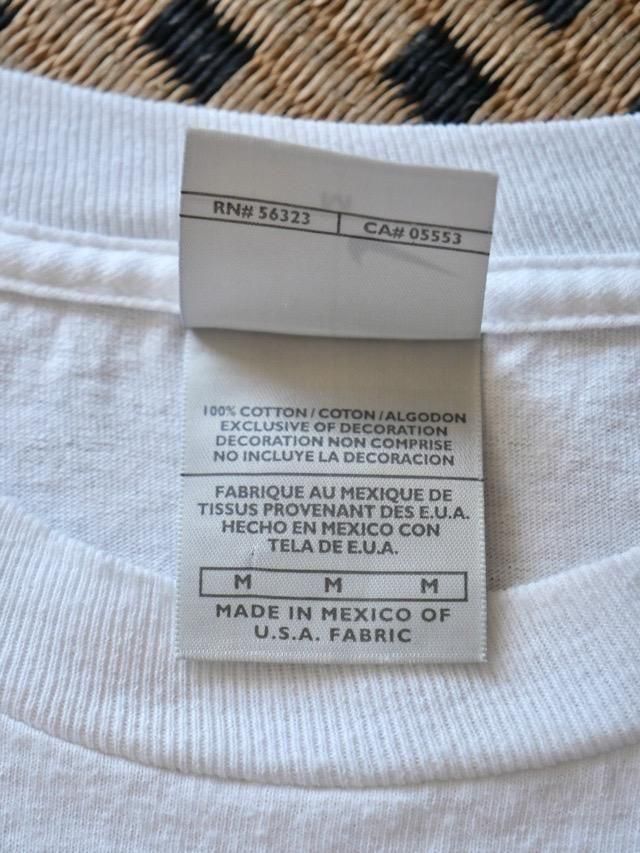 RN# 56323 CA# 05553
100% COTTON / COTON / ALGODON
EXCLUSIVE OF DECORATION
DECORATION NON COMPRISE
NO INCLUYE LA DECORACION
FABRIQUE AU MEXIQUE DE
TISSUS PROVENANT DES E.U.A.
HECHO EN MEXICO CON
TELA DE E.U.A.
M M M
MADE IN MEXICO OF
U.S.A. FABRIC